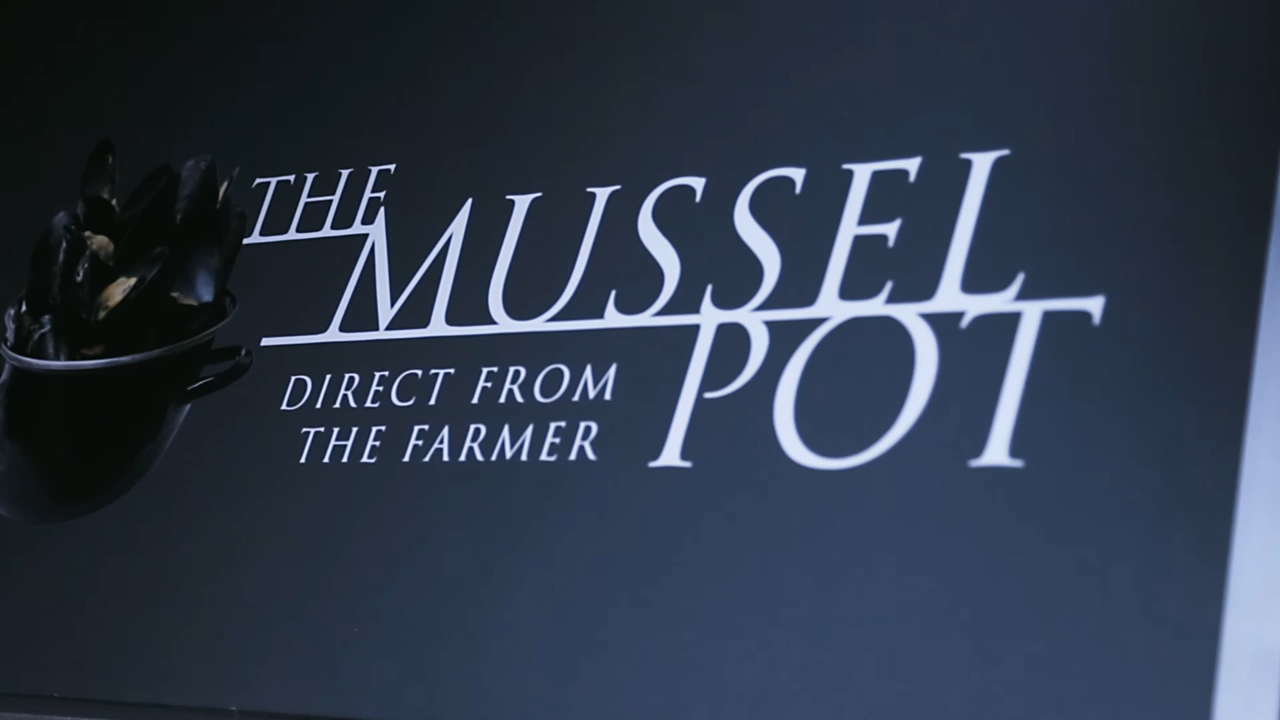 THE
MUSSEL
POT
DIRECT FROM
THE FARMER